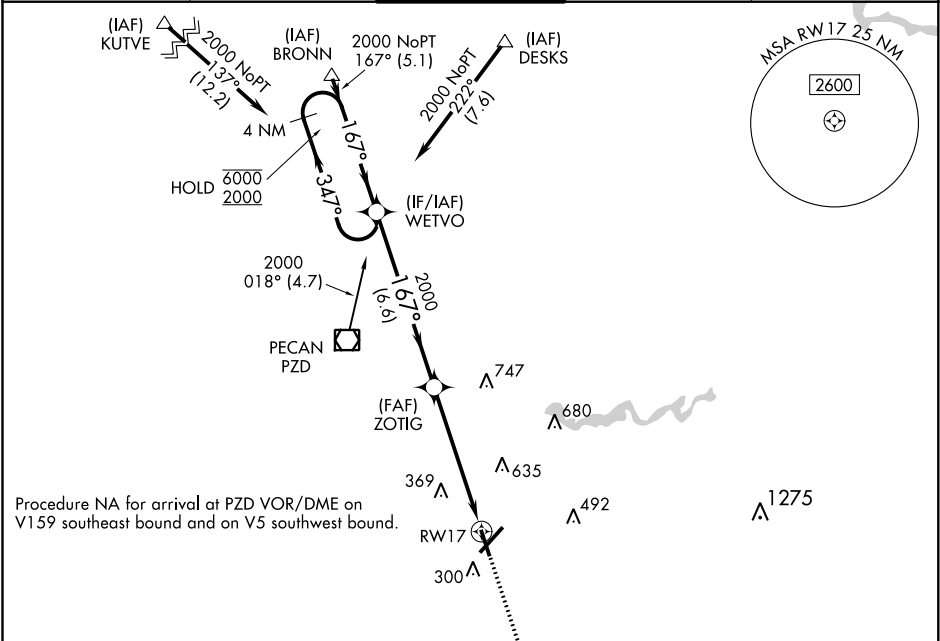 (IAF)
KUTVE
2000 NoPT
137°
(12.2)
(IAF)
BRONN
2000 NoPT
167° (5.1)
(IAF)
DESKS
2000 NoPT
222°
(7.6)
MSA RW17 25 NM
2600
4 NM
167°
HOLD
6000
2000
347°
(IF/IAF)
WETVO
2000
018° (4.7)
2000
167°
(6.6)
PECAN
PZD
(FAF)
ZOTIG
747
680
635
369
492
1275
Procedure NA for arrival at PZD VOR/DME on
V159 southeast bound and on V5 southwest bound.
RW17
300